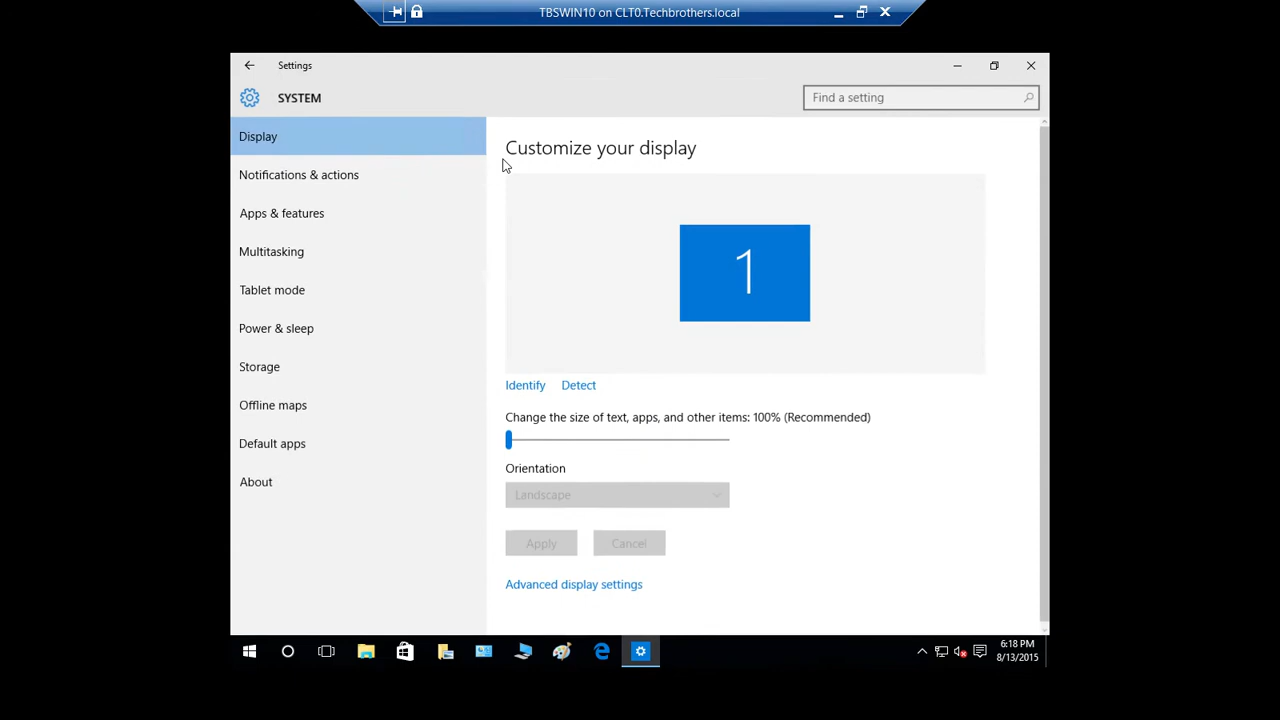 TBSWIN10 on CLT0.Techbrothers.local
Settings
SYSTEM
Find a setting
Display
Notifications & actions
Apps & features
Multitasking
Tablet mode
Power & sleep
Storage
Offline maps
Default apps
About
Customize your display
1
Identify Detect
Change the size of text, apps, and other items: 100% (Recommended)
Orientation
Landscape
Apply Cancel
Advanced display settings
6:18 PM
8/13/2015